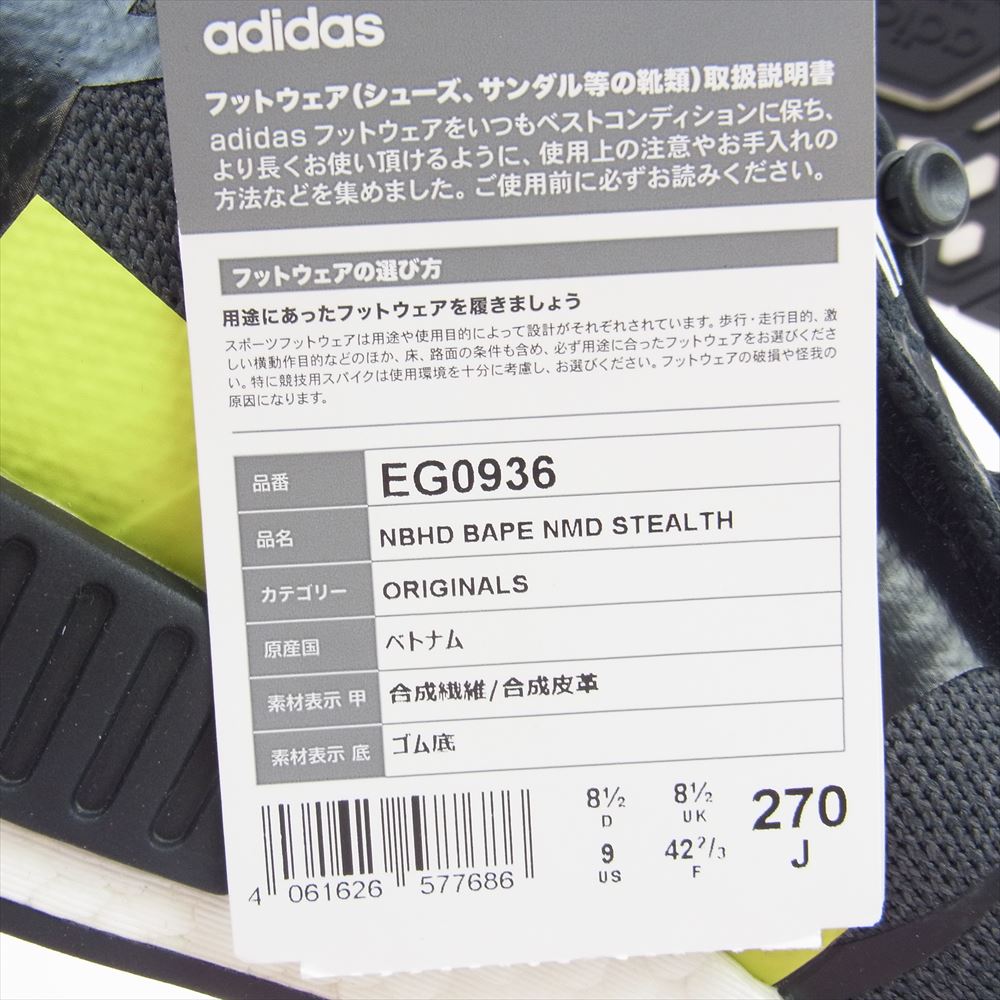 adidas
フットウェア(シューズ、サンダル等の靴類)取扱説明書
adidas フットウェアをいつもベストコンディションに保ち、
より長くお使い頂けるように、使用上の注意やお手入れの
方法などを集めました。ご使用前に必ずお読みください。
フットウェアの選び方
用途にあったフットウェアを履きましょう
スポーツフットウェアは用途や使用目的によって設計がそれぞれされています。歩行・走行目的、激
しい横動作目的などのほか、床、路面の条件も含め、必ず用途に合ったフットウェアをお選びくださ
い。特に競技用スパイクは使用環境を十分に考慮し、お選びください。フットウェアの破損や怪我の
原因になります。
品番 EG0936
品名 NBHD BAPE NMD STEALTH
カテゴリー ORIGINALS
原産国 ベトナム
素材表示 甲 合成繊維/合成皮革
素材表示 底 ゴム底
8½ 8½ 270
D UK J
9 42⅔
US F
4 061626 577686